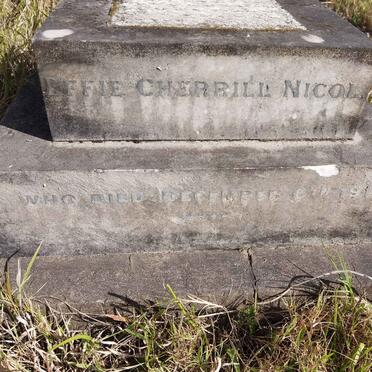 EFFIE CHERRILL NICOL
WHO DIED DECEMBER